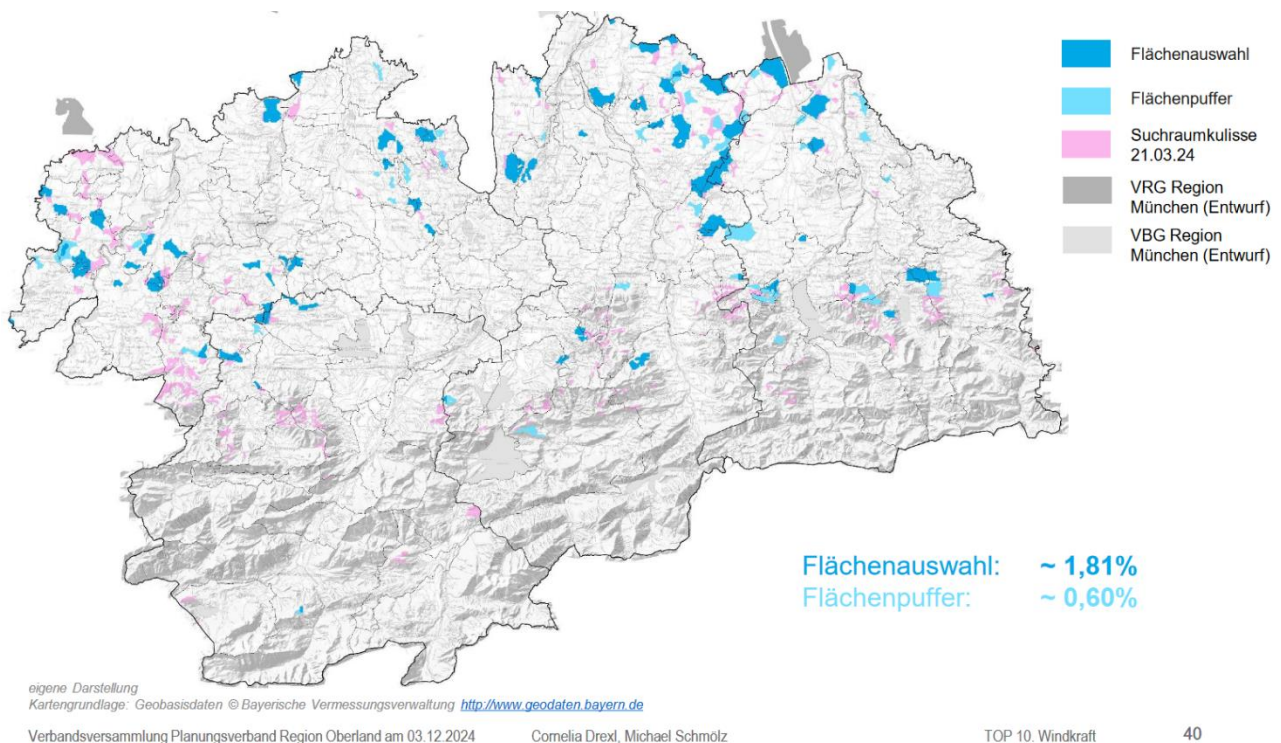 Flächenauswahl
Flächenpuffer
Suchraumkulisse
21.03.24
VRG Region
München (Entwurf)
VBG Region
München (Entwurf)
Flächenauswahl: ~ 1,81%
Flächenpuffer: ~ 0,60%
eigene Darstellung
Kartengrundlage: Geobasisdaten © Bayerische Vermessungsverwaltung http://www.geodaten.bayern.de
Verbandsversammlung Planungsverband Region Oberland am 03.12.2024 Cornelia Drexl, Michael Schmölz TOP 10. Windkraft 40